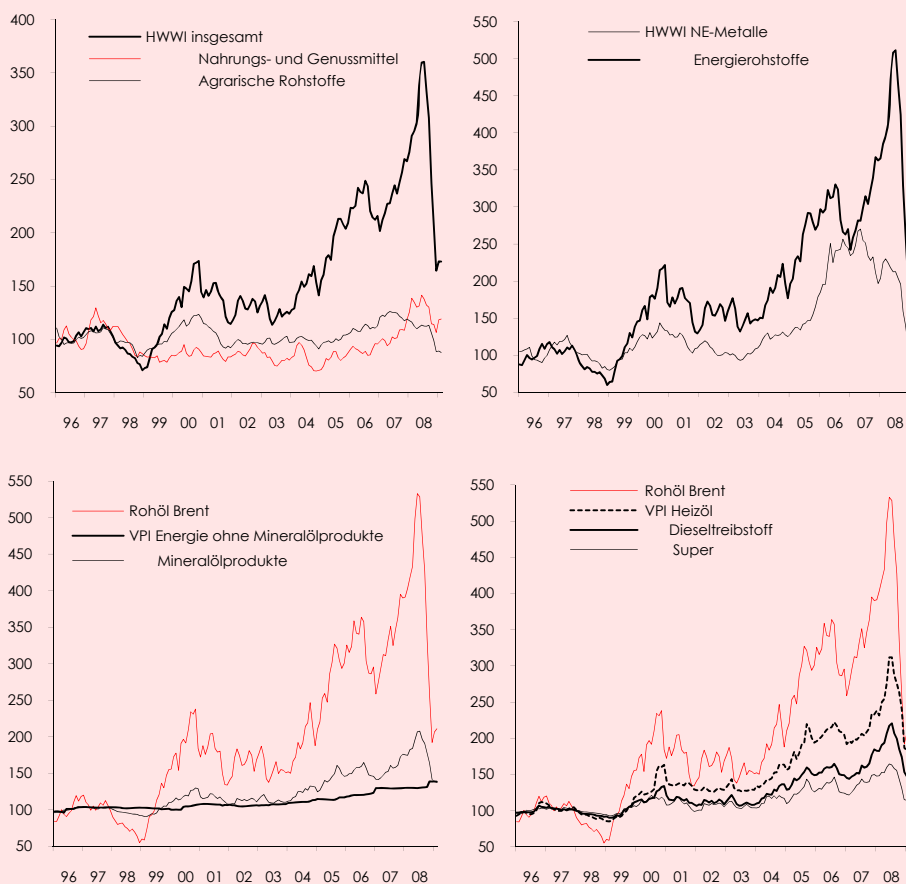 400
HWWI insgesamt
Nahrungs- und Genussmittel
Agrarische Rohstoffe
350
300
250
200
150
100
50
96 97 98 99 00 01 02 03 04 05 06 07 08
550
HWWI NE-Metalle
Energierohstoffe
500
450
400
350
300
250
200
150
100
50
96 97 98 99 00 01 02 03 04 05 06 07 08
550
Rohöl Brent
VPI Energie ohne Mineralölprodukte
Mineralölprodukte
500
450
400
350
300
250
200
150
100
50
96 97 98 99 00 01 02 03 04 05 06 07 08
550
Rohöl Brent
VPI Heizöl
Dieseltreibstoff
Super
500
450
400
350
300
250
200
150
100
50
96 97 98 99 00 01 02 03 04 05 06 07 08